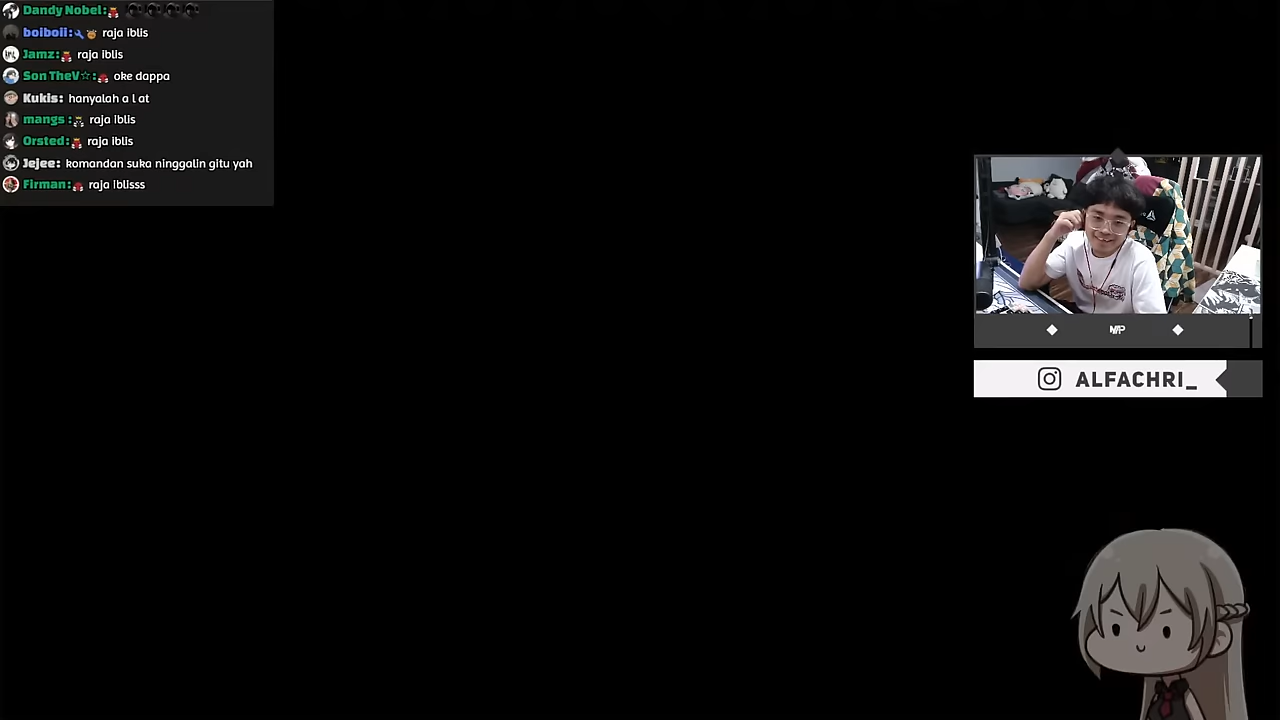 Dandy Nobel:
boiboii: raja iblis
Jamz: raja iblis
Son TheV☆: oke dappa
Kukis: hanyalah a l at
mangs : raja iblis
Orsted: raja iblis
Jejee: komandan suka ninggalin gitu yah
Firman: raja iblisss
ALFACHRI_